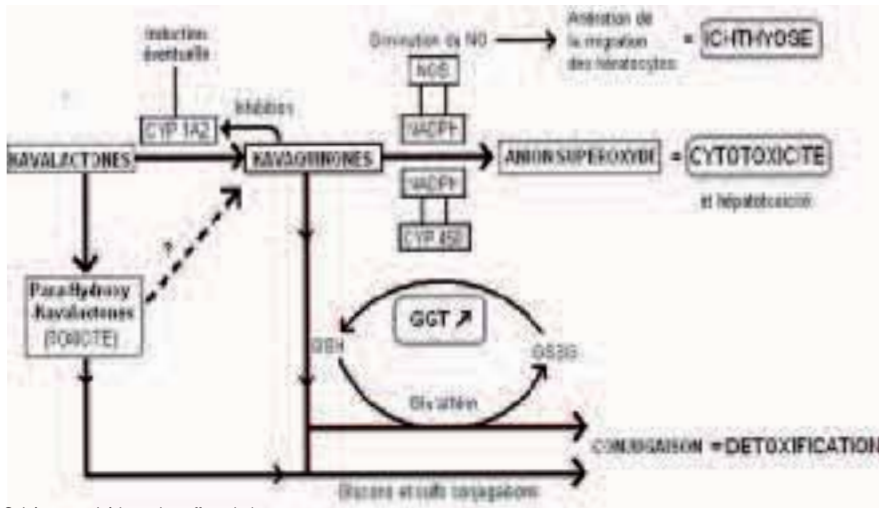 Induction
éventuelle
Diminution du NO
Altération de
la migration
des kératocytes
= ICHTHYOSE
NOS
Inhibition
CYP 1A2
NADPH
KAVALACTONES
KAVAQUINONES
ANION SUPEROXYDE
= CYTOTOXICITE
et hépatotoxicité
NADPH
CYP 450
?
Para-Hydroxy
-Kavalactones
GGT ↗
GSH
GSSG
CONJUGAISON = DETOXIFICATION
et sulfo conjugaisons